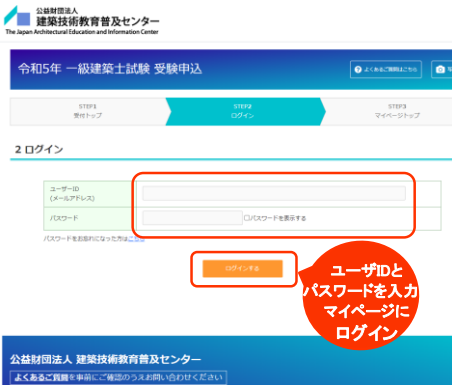 公益財団法人
建築技術教育普及センター
The Japan Architectural Education and Information Center
令和5年 一級建築士試験 受験申込
よくあるご質問はこちら
STEP1
受付トップ
STEP2
ログイン
STEP3
マイページトップ
2 ログイン
ユーザーID
(メールアドレス)
パスワード
パスワードを表示する
パスワードをお忘れになった方はこちら
ログインする
ユーザIDと
パスワードを入力
マイページに
ログイン
公益財団法人 建築技術教育普及センター
よくあるご質問を事前にご確認のうえお問い合わせください